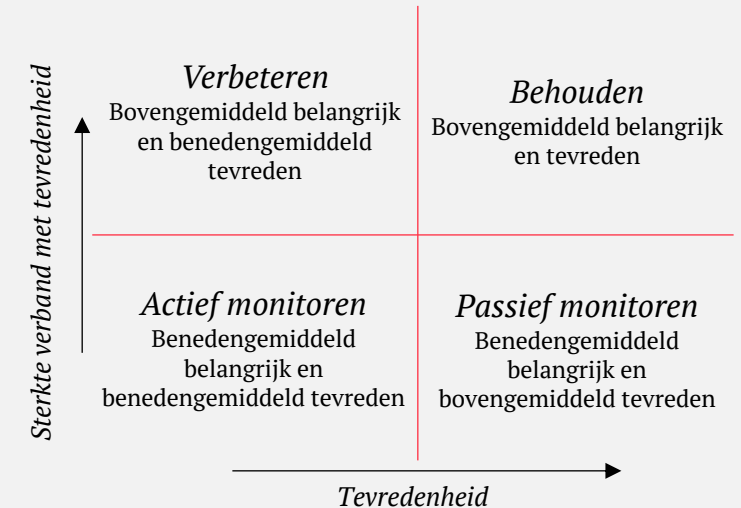 Sterkte verband met tevredenheid
Verbeteren
Bovengemiddeld belangrijk
en benedengemiddeld
tevreden
Behouden
Bovengemiddeld belangrijk
en tevreden
Actief monitoren
Benedengemiddeld
belangrijk en
benedengemiddeld tevreden
Passief monitoren
Benedengemiddeld
belangrijk en
bovengemiddeld tevreden
Tevredenheid